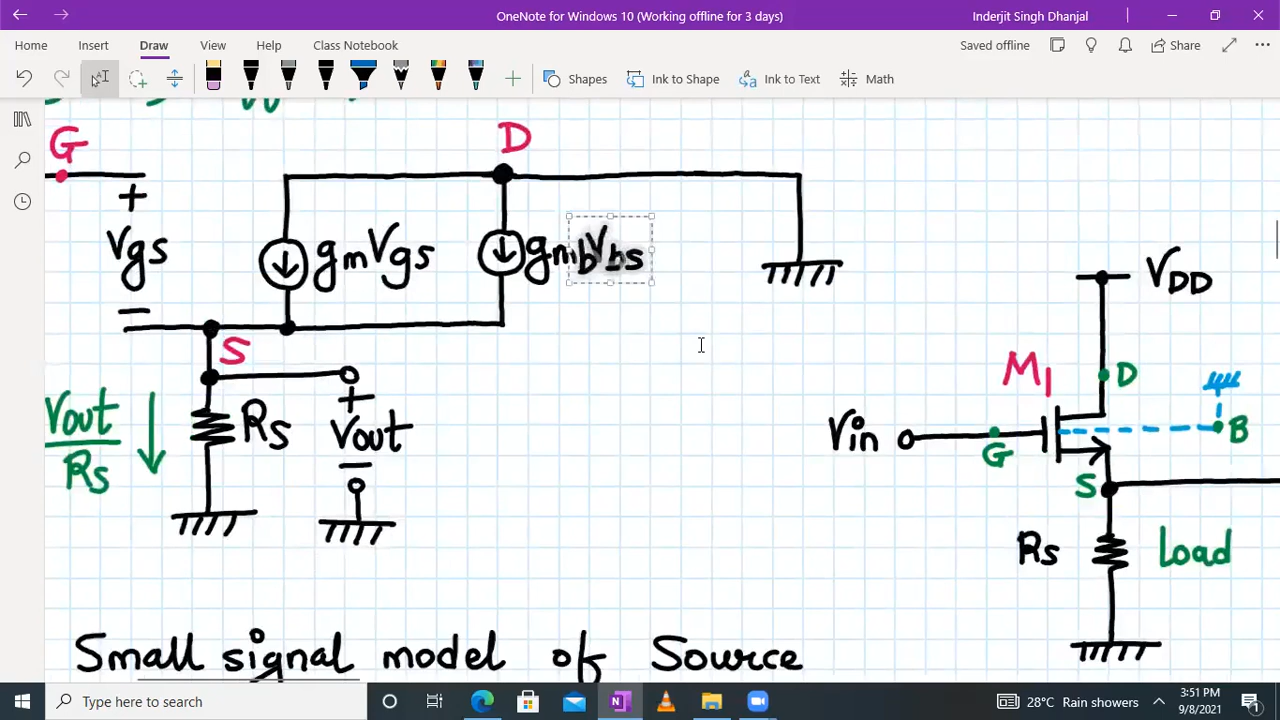 OneNote for Windows 10 (Working offline for 3 days)
Inderjit Singh Dhanjal
Home Insert Draw View Help Class Notebook
Saved offline
Share
Shapes
Ink to Shape
Ink to Text
Math
G
D
+
Vgs
gmVgs
gmbVbs
−
S
VDD
M1
D
Vin
G
B
S
Vout
Rs
Rs
+
Vout
−
Rs
Load
Small signal model of Source
Type here to search
28°C Rain showers
3:51 PM
9/8/2021
1